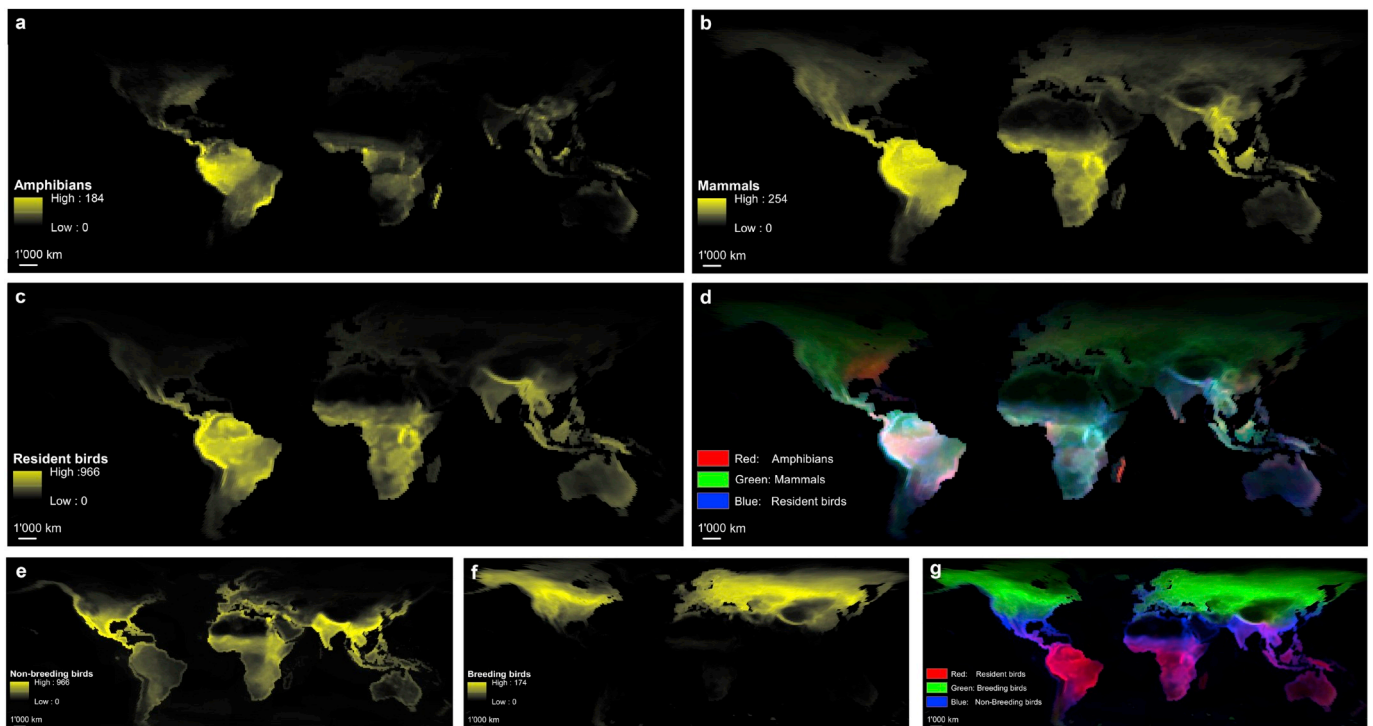 a
Amphibians
High : 184
Low : 0
1'000 km
b
Mammals
High : 254
Low : 0
1'000 km
c
Resident birds
High :966
Low : 0
1'000 km
d
Red: Amphibians
Green: Mammals
Blue: Resident birds
1'000 km
e
Non-breeding birds
High : 966
Low : 0
1'000 km
f
Breeding birds
High : 174
Low : 0
1'000 km
g
Red: Resident birds
Green: Breeding birds
Blue: Non-Breeding birds
1'000 km